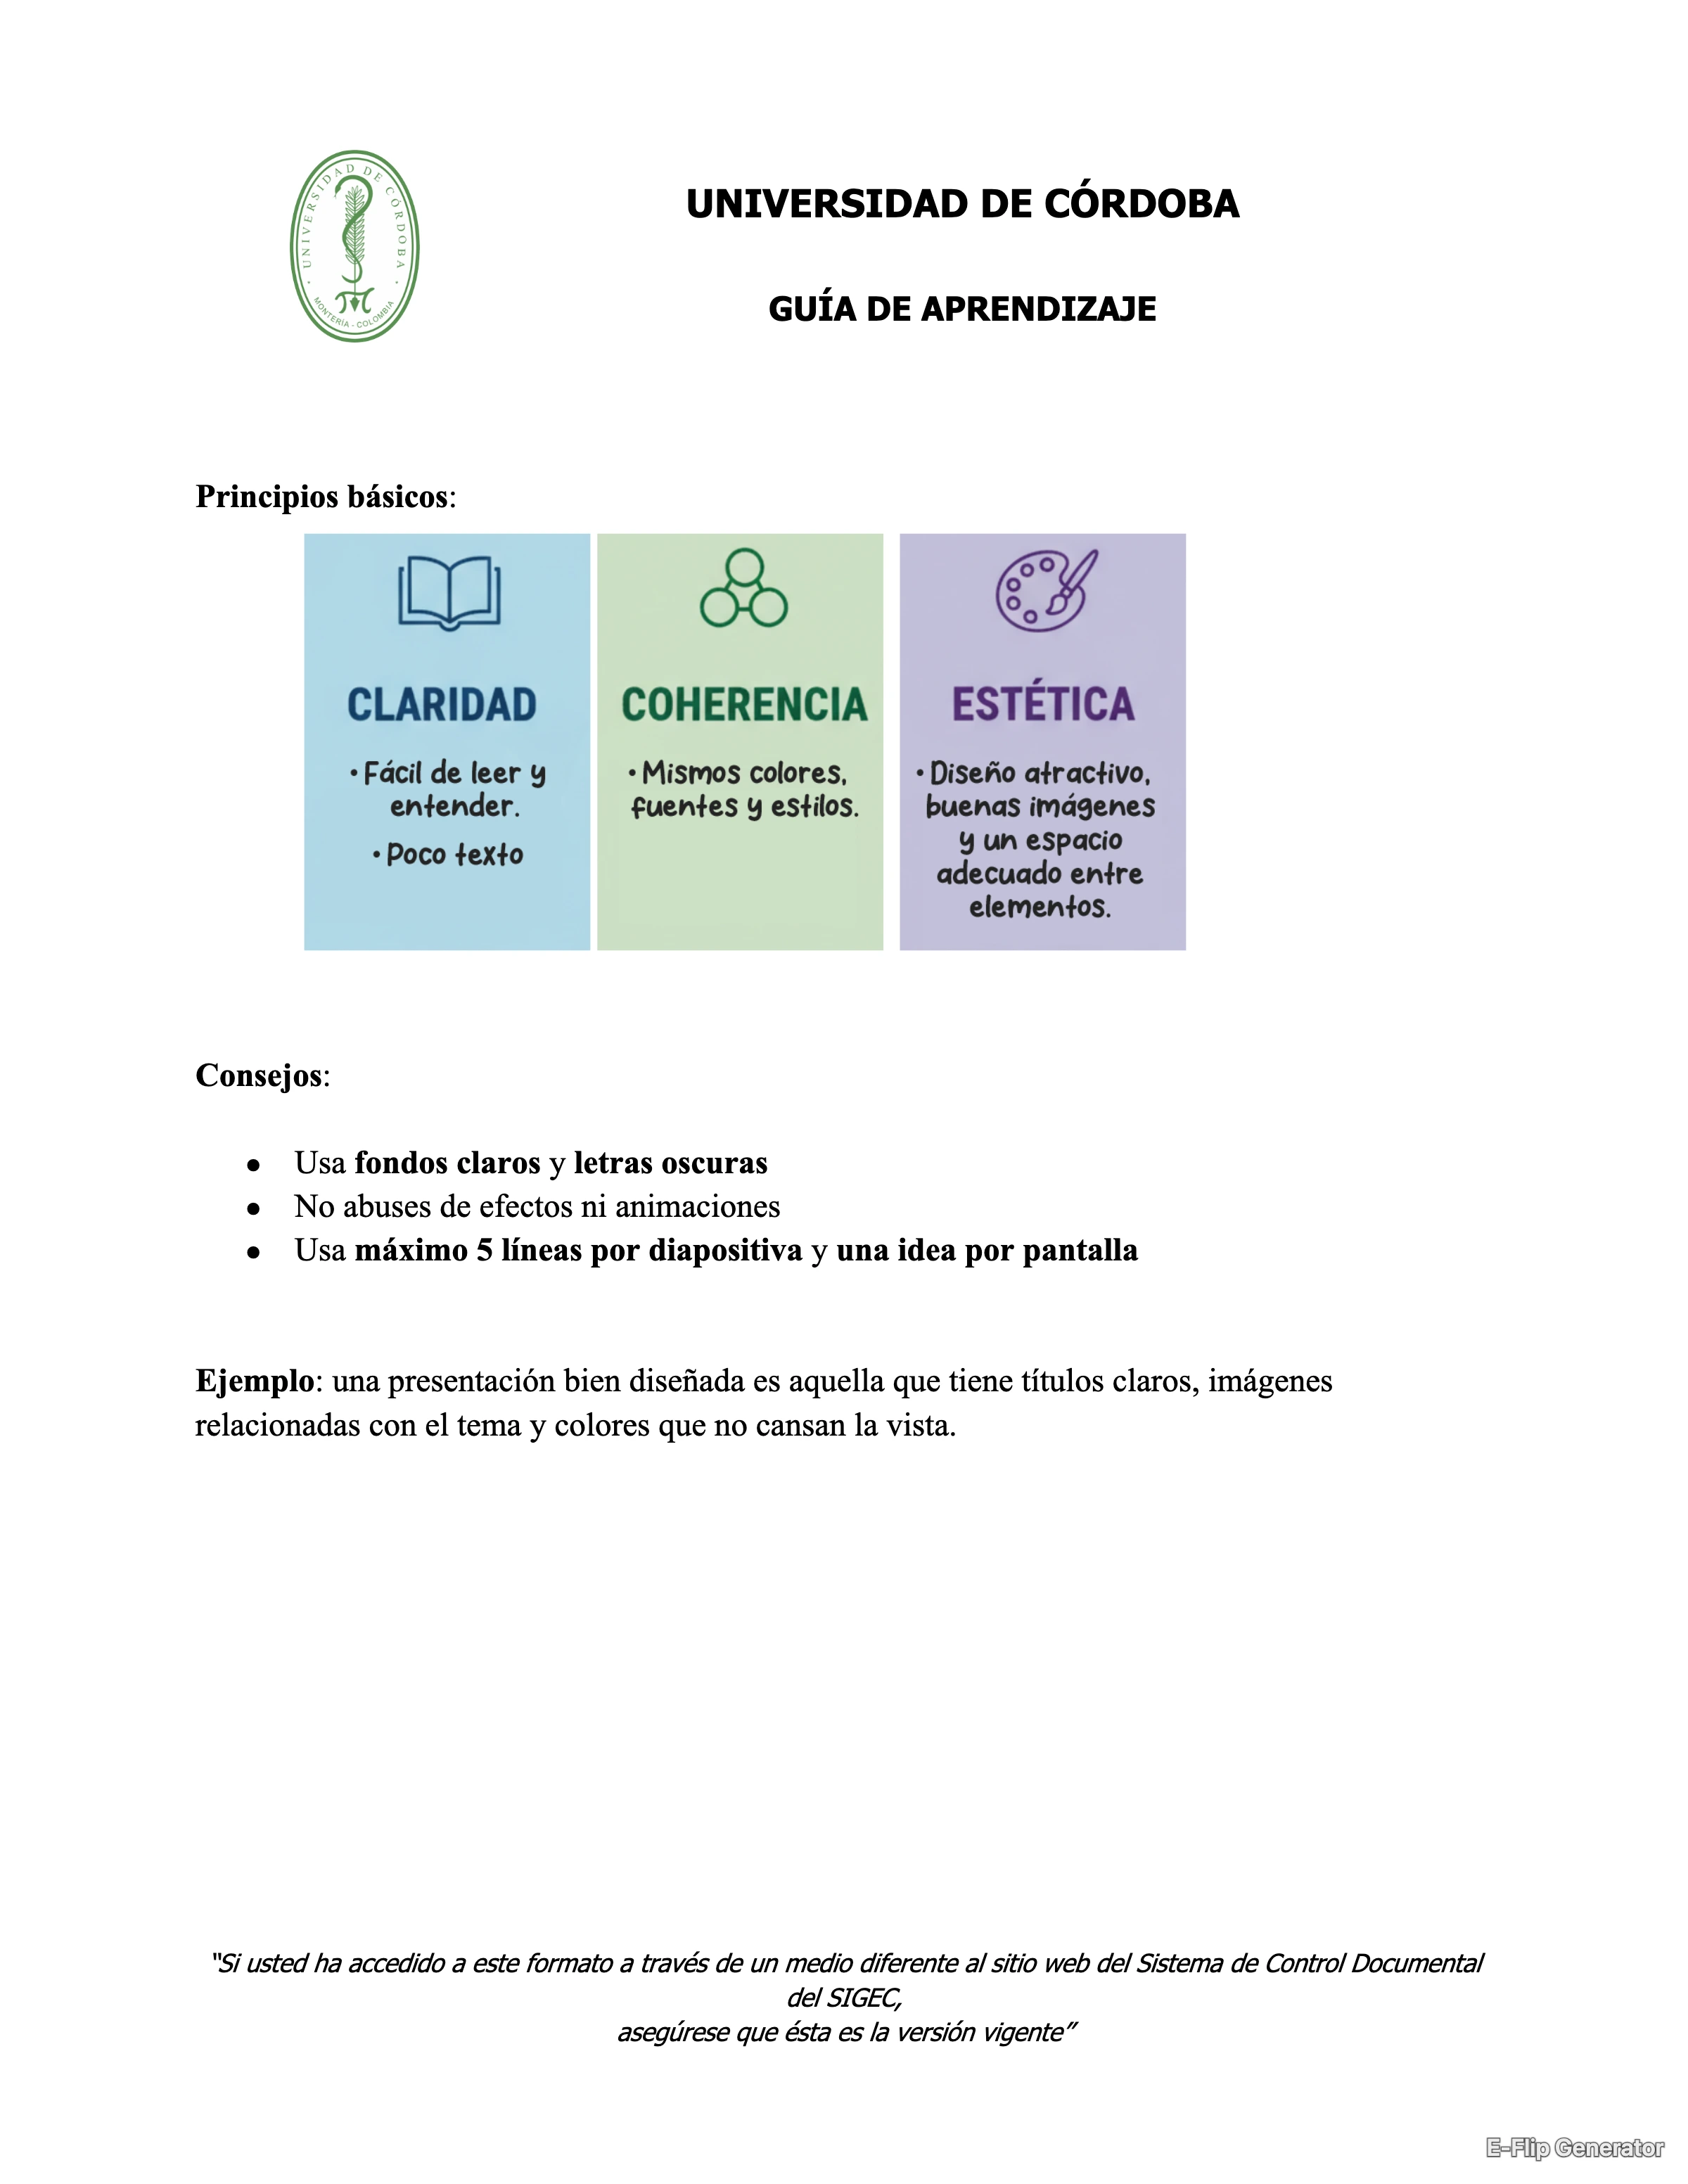 UNIVERSIDAD DE CÓRDOBA
MONTERÍA - COLOMBIA
UNIVERSIDAD DE CÓRDOBA
GUÍA DE APRENDIZAJE
Principios básicos:
CLARIDAD
• Fácil de leer y
entender.
• Poco texto
COHERENCIA
• Mismos colores,
fuentes y estilos.
ESTÉTICA
• Diseño atractivo,
buenas imágenes
y un espacio
adecuado entre
elementos.
Consejos:
● Usa fondos claros y letras oscuras
● No abuses de efectos ni animaciones
● Usa máximo 5 líneas por diapositiva y una idea por pantalla
Ejemplo: una presentación bien diseñada es aquella que tiene títulos claros, imágenes
relacionadas con el tema y colores que no cansan la vista.
“Si usted ha accedido a este formato a través de un medio diferente al sitio web del Sistema de Control Documental
del SIGEC,
asegúrese que ésta es la versión vigente”
E-Flip Generator